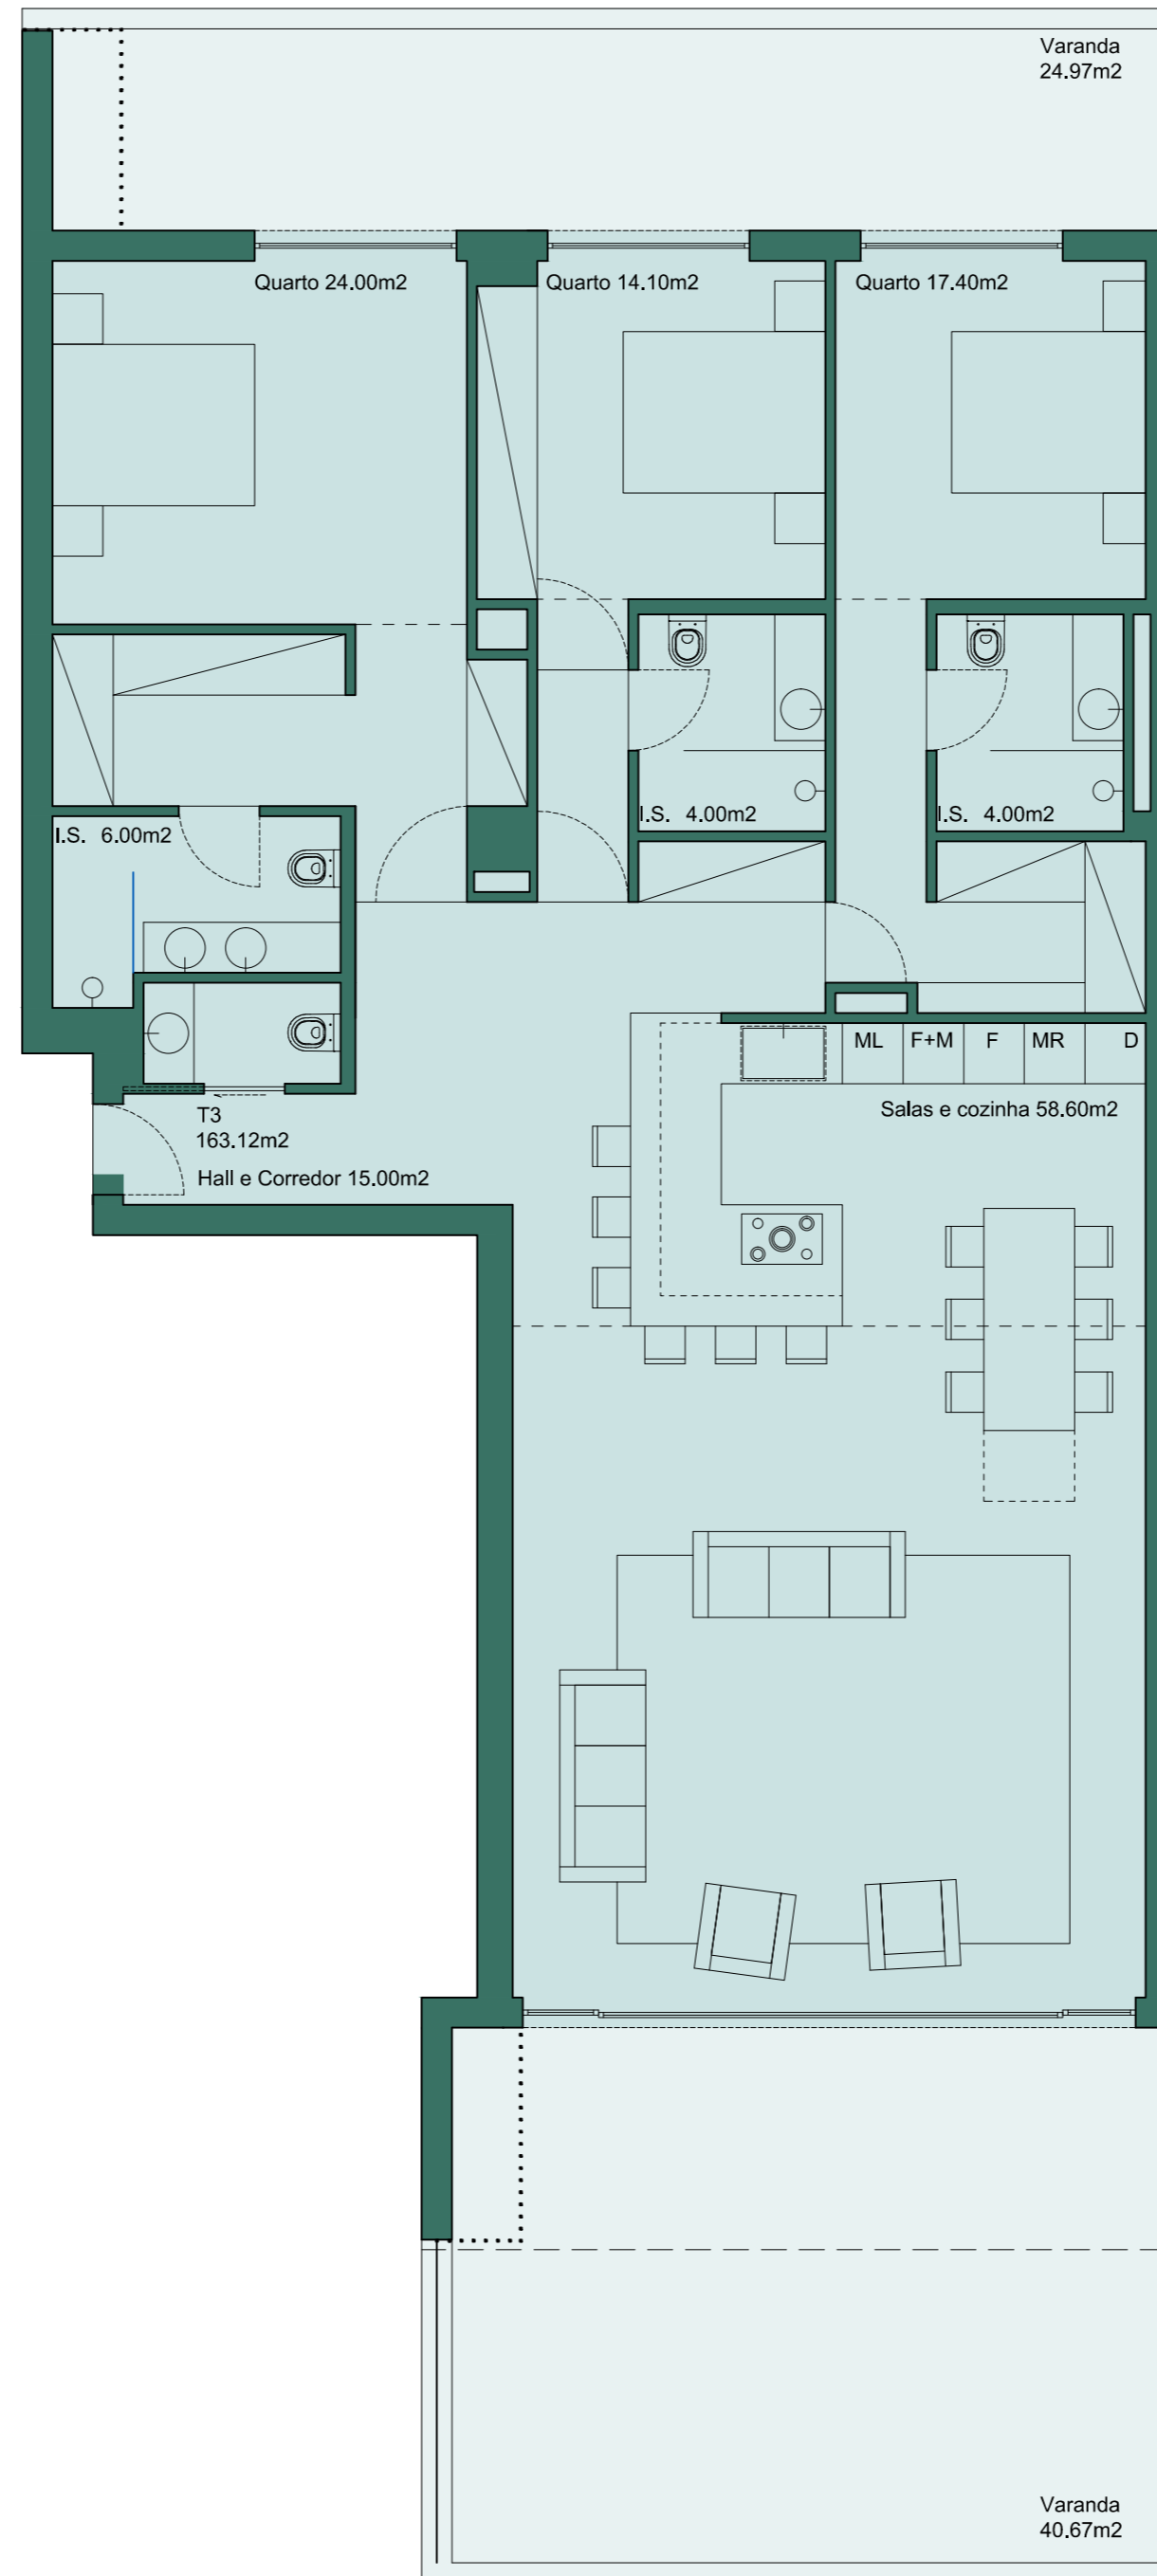 Varanda
24.97m2
Quarto 24.00m2
Quarto 14.10m2
Quarto 17.40m2
I.S. 6.00m2
I.S. 4.00m2
I.S. 4.00m2
ML
F+M
F
MR
D
Salas e cozinha 58.60m2
T3
163.12m2
Hall e Corredor 15.00m2
Varanda
40.67m2